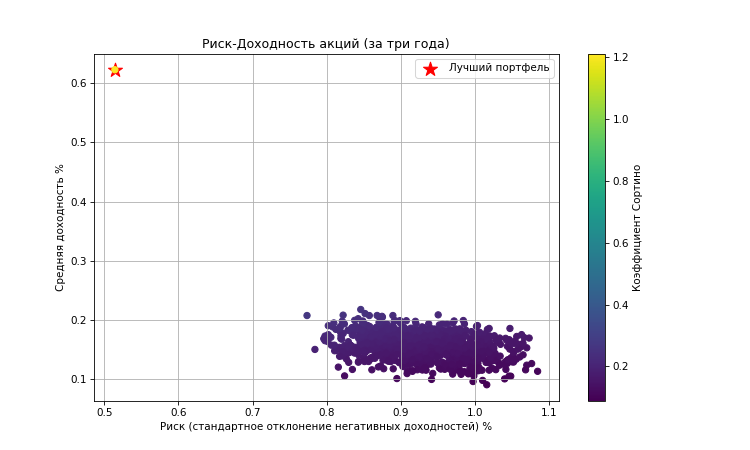 Риск-Доходность акций (за три года)
Лучший портфель
Средняя доходность %
0.6
0.5
0.4
0.3
0.2
0.1
0.5 0.6 0.7 0.8 0.9 1.0 1.1
Риск (стандартное отклонение негативных доходностей) %
1.2
1.0
0.8
0.6
0.4
0.2
Коэффициент Сортино